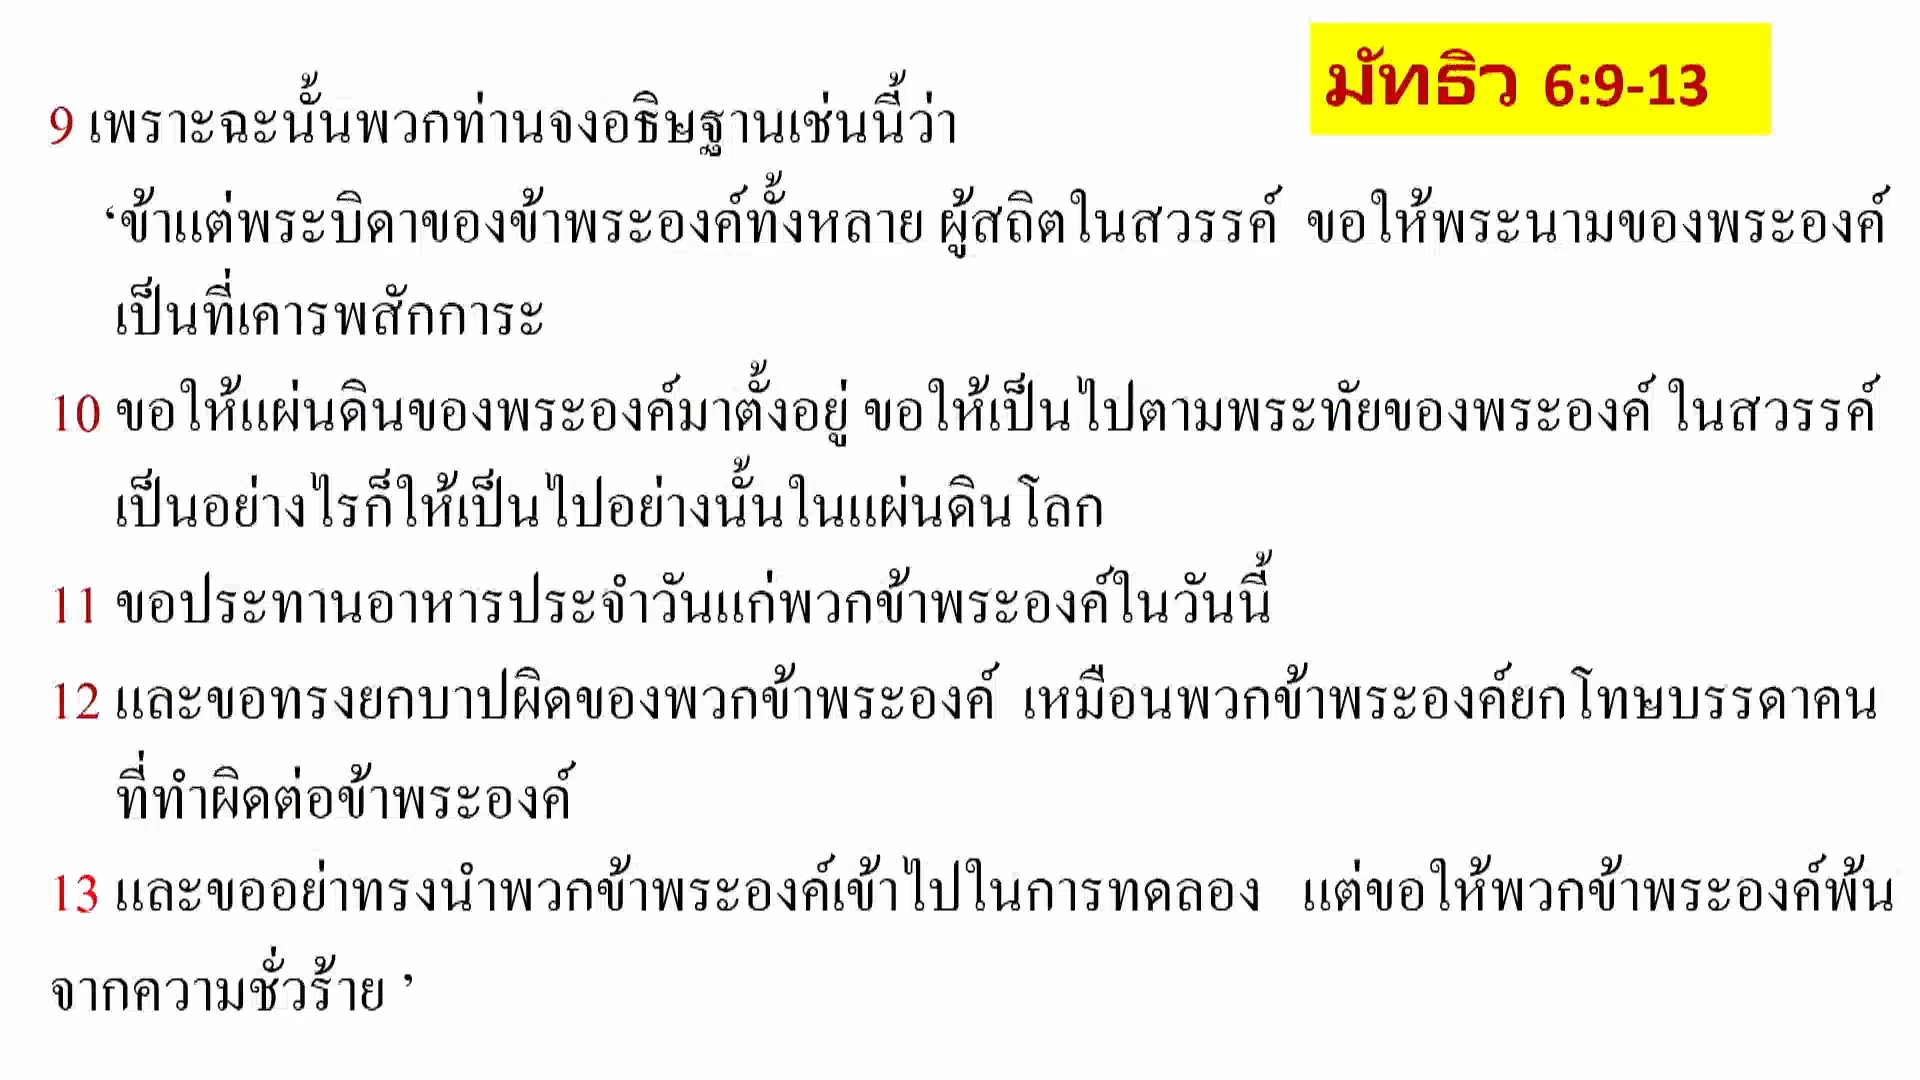 มัทธิว 6:9-13
9 เพราะฉะนั้นพวกท่านจงอธิษฐานเช่นนี้ว่า
‘ข้าแต่พระบิดาของข้าพระองค์ทั้งหลาย ผู้สถิตในสวรรค์ ขอให้พระนามของพระองค์
เป็นที่เคารพสักการะ
10 ขอให้แผ่นดินของพระองค์มาตั้งอยู่ ขอให้เป็นไปตามพระทัยของพระองค์ ในสวรรค์
เป็นอย่างไรก็ให้เป็นไปอย่างนั้นในแผ่นดินโลก
11 ขอประทานอาหารประจำวันแก่พวกข้าพระองค์ในวันนี้
12 และขอทรงยกบาปผิดของพวกข้าพระองค์ เหมือนพวกข้าพระองค์ยกโทษบรรดาคน
ที่ทำผิดต่อข้าพระองค์
13 และขออย่าทรงนำพวกข้าพระองค์เข้าไปในการทดลอง แต่ขอให้พวกข้าพระองค์พ้น
จากความชั่วร้าย ’